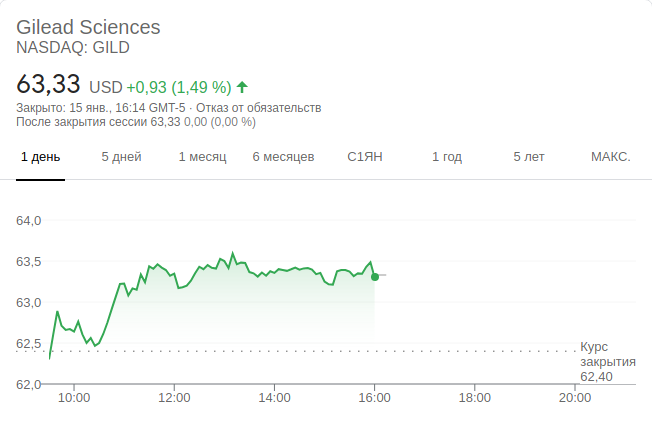 Gilead Sciences
NASDAQ: GILD
63,33 USD +0,93 (1,49 %)
Закрыто: 15 янв., 16:14 GMT-5 · Отказ от обязательств
После закрытия сессии 63,33 0,00 (0,00 %)
1 день 5 дней 1 месяц 6 месяцев С1ЯН 1 год 5 лет МАКС.
64,0
63,5
63,0
62,5
Курс
закрытия
62,40
62,0
10:00 12:00 14:00 16:00 18:00 20:00